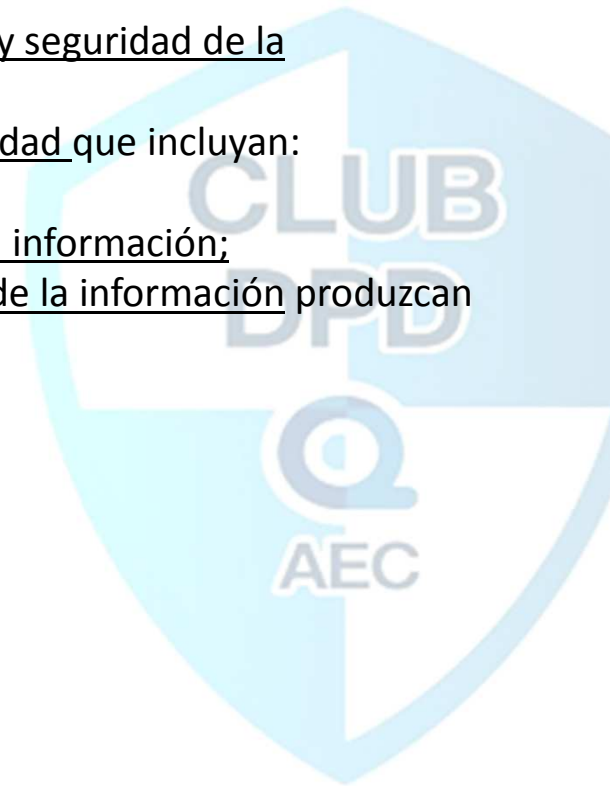 y seguridad de la
dad que incluyan:
información;
de la información produzcan
CLUB
DPD
AEC